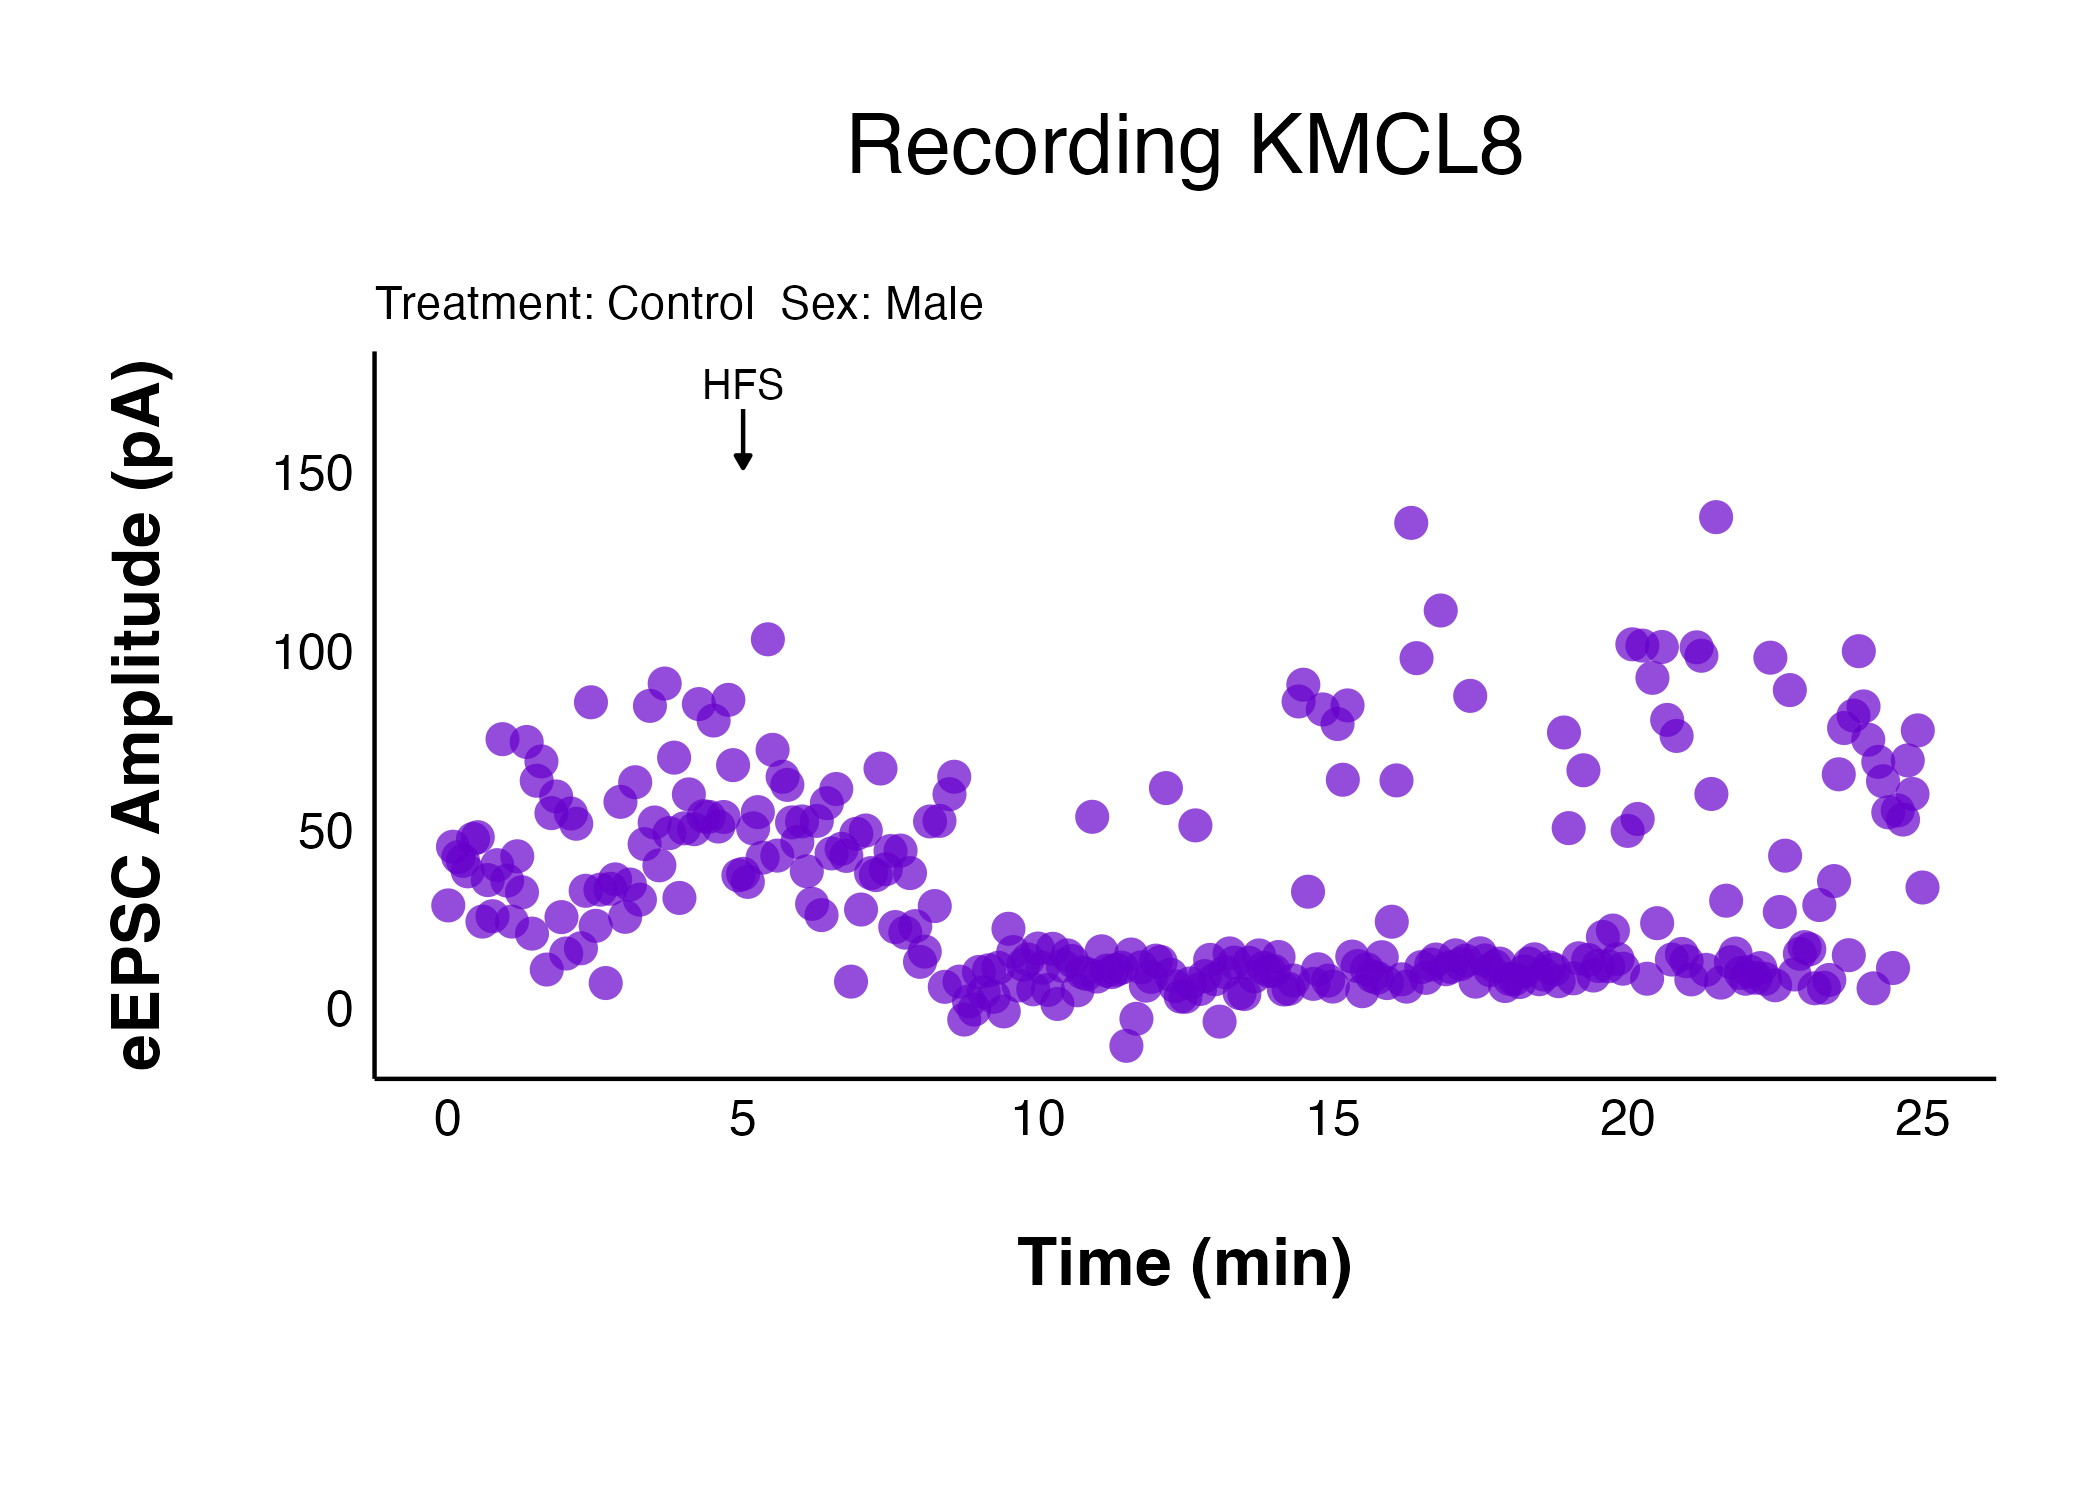 Recording KMCL8
Treatment: Control  Sex: Male
HFS
eEPSC Amplitude (pA)
150
100
50
0
0 5 10 15 20 25
Time (min)